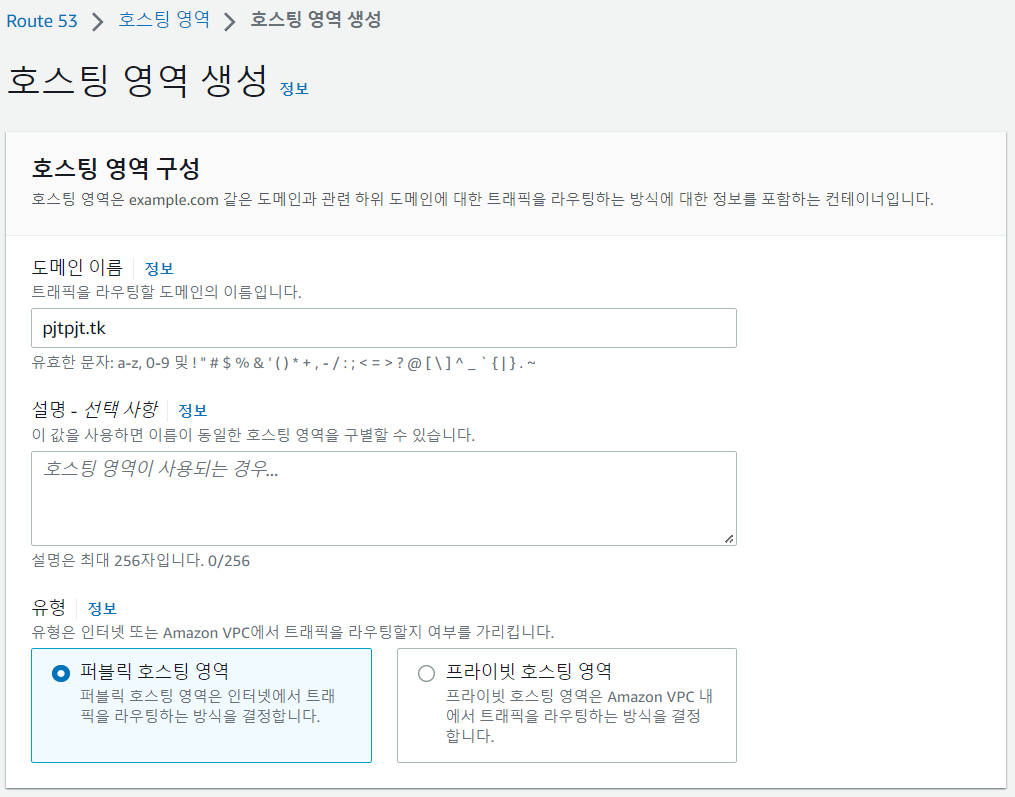 Route 53 > 호스팅 영역 > 호스팅 영역 생성
호스팅 영역 생성 정보
호스팅 영역 구성
호스팅 영역은 example.com 같은 도메인과 관련 하위 도메인에 대한 트래픽을 라우팅하는 방식에 대한 정보를 포함하는 컨테이너입니다.
도메인 이름 정보
트래픽을 라우팅할 도메인의 이름입니다.
pjtpjt.tk
유효한 문자: a-z, 0-9 및 ! " # $ % & ' ( ) * + , - / : ; < = > ? @ [ \ ] ^ _ ` { | } . ~
설명 - 선택 사항 정보
이 값을 사용하면 이름이 동일한 호스팅 영역을 구별할 수 있습니다.
호스팅 영역이 사용되는 경우...
설명은 최대 256자입니다. 0/256
유형 정보
유형은 인터넷 또는 Amazon VPC에서 트래픽을 라우팅할지 여부를 가리킵니다.
퍼블릭 호스팅 영역
퍼블릭 호스팅 영역은 인터넷에서 트래
픽을 라우팅하는 방식을 결정합니다.
프라이빗 호스팅 영역
프라이빗 호스팅 영역은 Amazon VPC 내
에서 트래픽을 라우팅하는 방식을 결정
합니다.